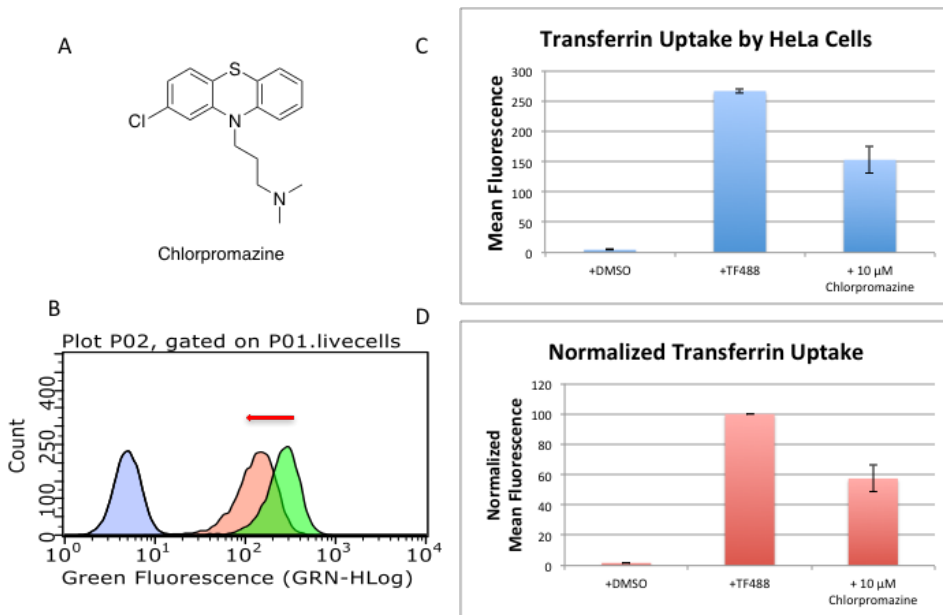 A
S
Cl
N
N
Chlorpromazine
B
Plot P02, gated on P01.livecells
Count
400
250
100
0
10^0
10^1
10^2
10^3
10^4
Green Fluorescence (GRN-HLog)
C
Transferrin Uptake by HeLa Cells
Mean Fluorescence
300
250
200
150
100
50
0
+DMSO
+TF488
+ 10 µM
Chlorpromazine
D
Normalized Transferrin Uptake
Normalized
Mean Fluorescence
120
100
80
60
40
20
0
+DMSO
+TF488
+ 10 µM
Chlorpromazine